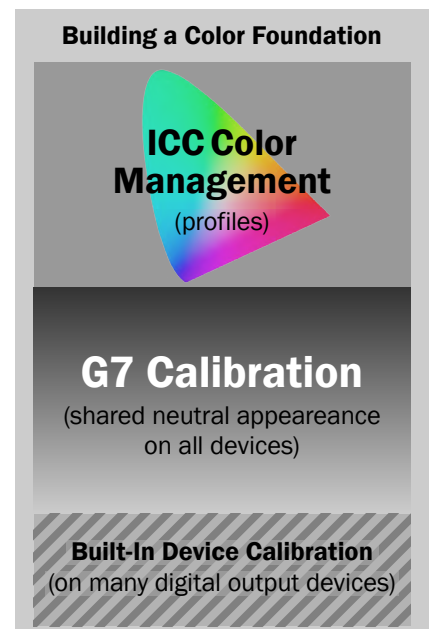 Building a Color Foundation
ICC Color
Management
(profiles)
G7 Calibration
(shared neutral appeareance
on all devices)
Built-In Device Calibration
(on many digital output devices)